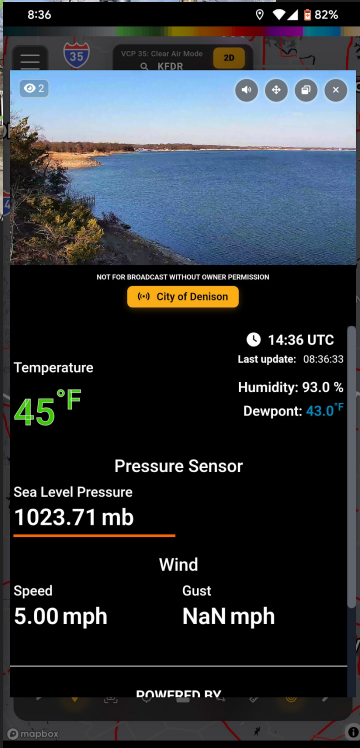 8:36
82%
35
VCP 35: Clear Air Mode
KFDR
2D
2
NOT FOR BROADCAST WITHOUT OWNER PERMISSION
City of Denison
14:36 UTC
Last update: 08:36:33
Temperature
45°F
Humidity: 93.0 %
Dewpont: 43.0°F
Pressure Sensor
Sea Level Pressure
1023.71 mb
Wind
Speed
Gust
5.00 mph
NaN mph
POWERED BY
mapbox